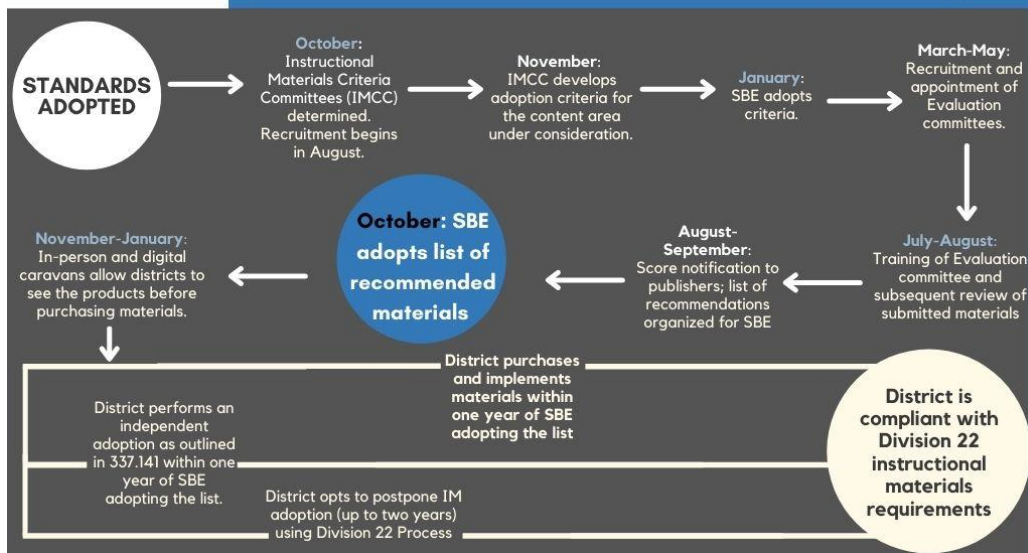 STANDARDS
ADOPTED
October:
Instructional
Materials Criteria
Committees (IMCC)
determined.
Recruitment begins
in August.
November:
IMCC develops
adoption criteria for
the content area
under consideration.
January:
SBE adopts
criteria.
March-May:
Recruitment and
appointment of
Evaluation
committees.
July-August:
Training of Evaluation
committee and
subsequent review of
submitted materials
August-
September:
Score notification to
publishers; list of
recommendations
organized for SBE
October: SBE
adopts list of
recommended
materials
November-January:
In-person and digital
caravans allow districts to
see the products before
purchasing materials.
District purchases
and implements
materials within
one year of SBE
adopting the list
District performs an
independent
adoption as outlined
in 337.141 within one
year of SBE
adopting the list.
District opts to postpone IM
adoption (up to two years)
using Division 22 Process
District is
compliant with
Division 22
instructional
materials
requirements